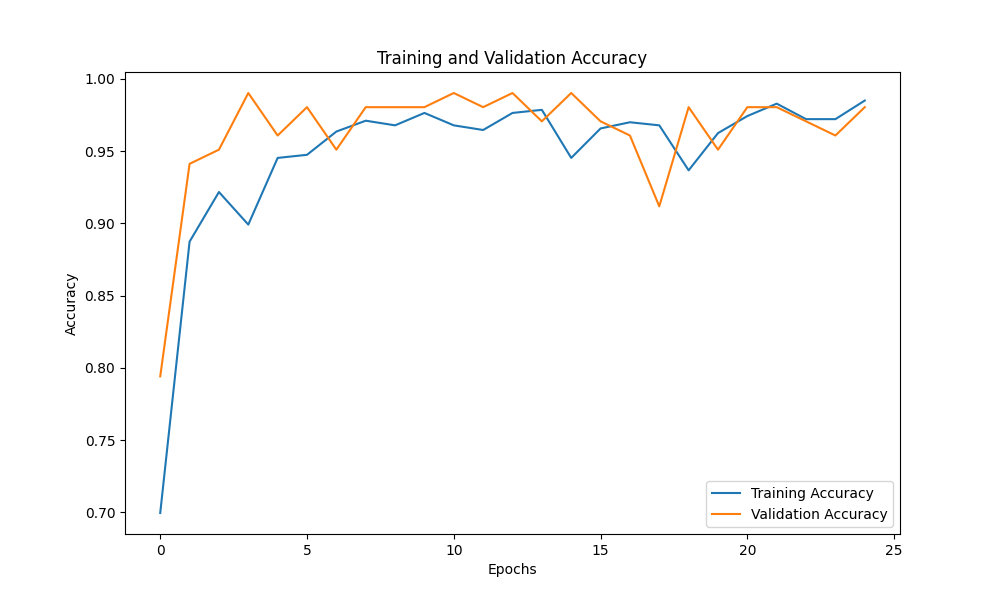 Training and Validation Accuracy
1.00
0.95
0.90
0.85
0.80
0.75
0.70
Accuracy
0 5 10 15 20 25
Epochs
Training Accuracy
Validation Accuracy